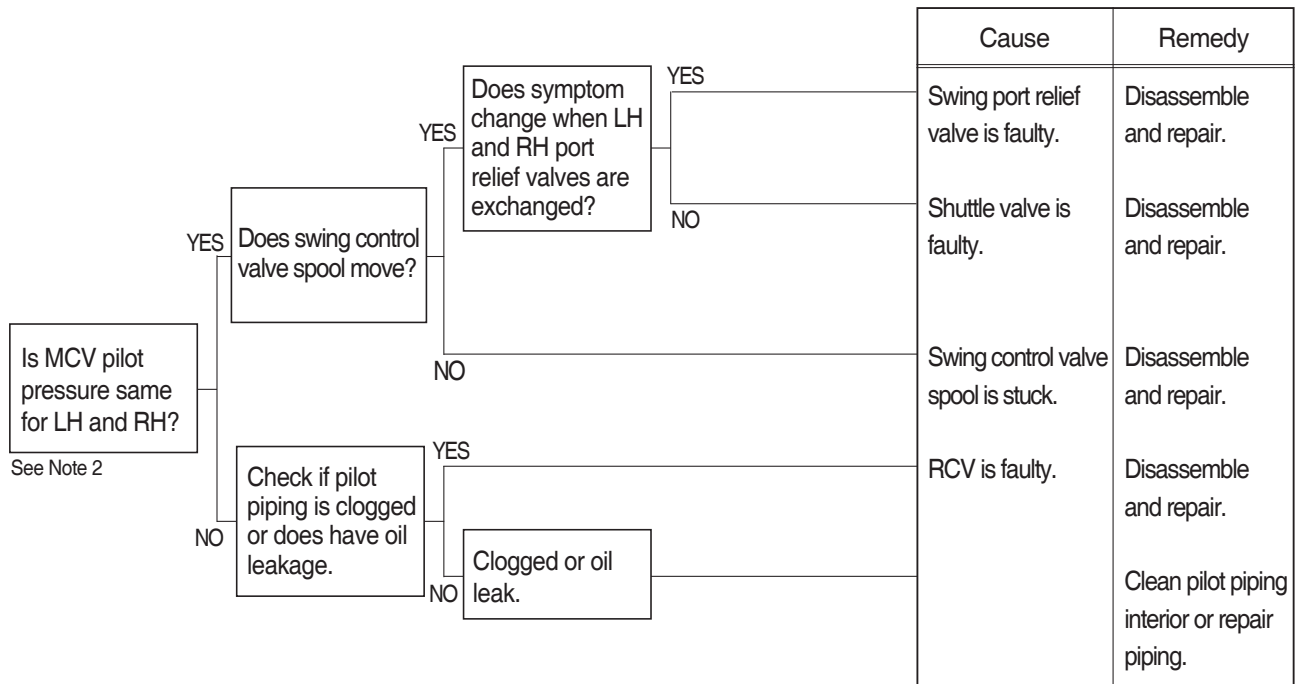 Cause
Remedy
YES
Does symptom
change when LH
and RH port
relief valves are
exchanged?
YES
Swing port relief
valve is faulty.
Disassemble
and repair.
NO
Shuttle valve is
faulty.
Disassemble
and repair.
YES
Does swing control
valve spool move?
NO
Swing control valve
spool is stuck.
Disassemble
and repair.
Is MCV pilot
pressure same
for LH and RH?
See Note 2
NO
Check if pilot
piping is clogged
or does have oil
leakage.
YES
RCV is faulty.
Disassemble
and repair.
NO
Clogged or oil
leak.
Clean pilot piping
interior or repair
piping.